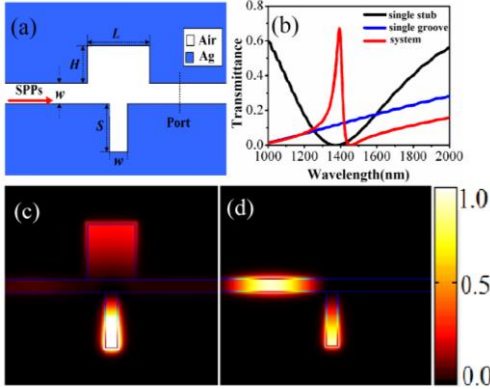 (a)
L
H
Air
Ag
SPPs
w
w
S
Port
w
(b)
single stub
single groove
system
Transmittance
0.8
0.6
0.4
0.2
0.0
1000 1200 1400 1600 1800 2000
Wavelength(nm)
(c)
(d)
1.0
0.5
0.0